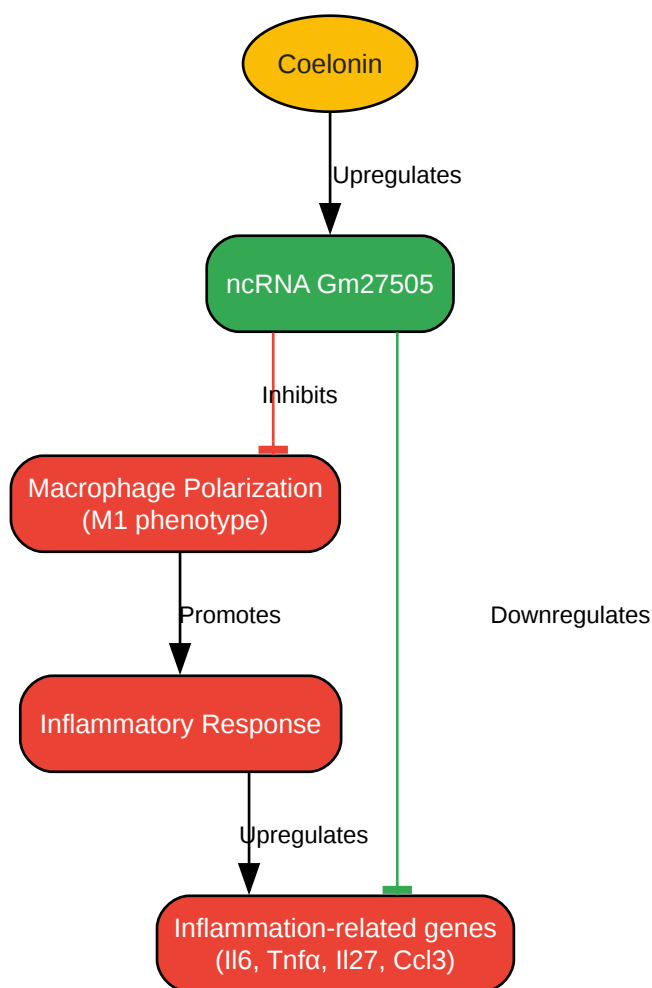 Coelonin
Upregulates
ncRNA Gm27505
Inhibits
Macrophage Polarization
(M1 phenotype)
Promotes
Downregulates
Inflammatory Response
Upregulates
Inflammation-related genes
(Il6, Tnfα, Il27, Ccl3)